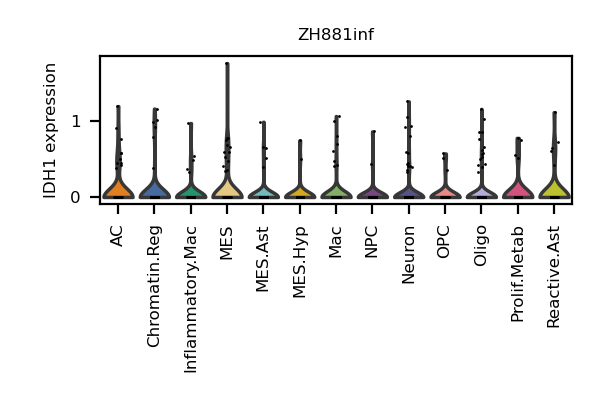 ZH881inf
IDH1 expression
1
0
AC
Chromatin.Reg
Inflammatory.Mac
MES
MES.Ast
MES.Hyp
Mac
NPC
Neuron
OPC
Oligo
Prolif.Metab
Reactive.Ast